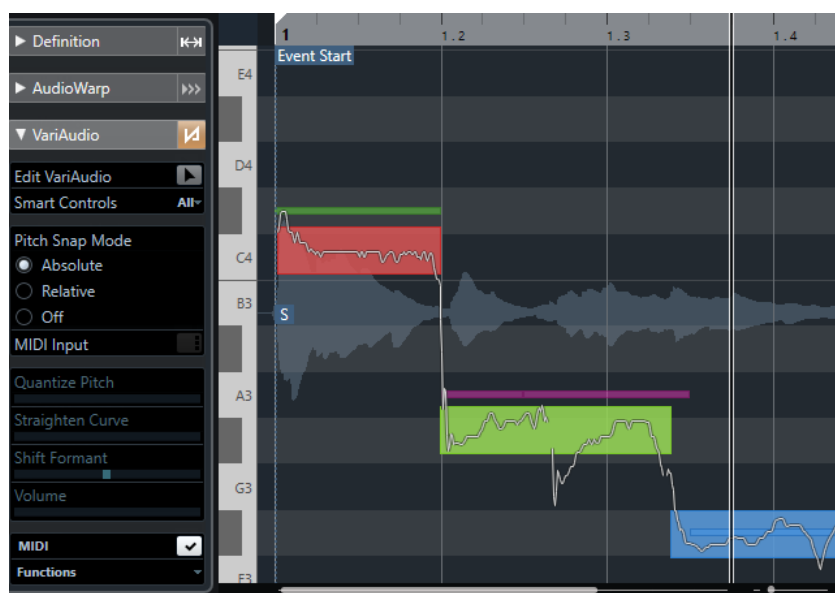 Definition
AudioWarp
VariAudio
Edit VariAudio
Smart Controls All
Pitch Snap Mode
Absolute
Relative
Off
MIDI Input
Quantize Pitch
Straighten Curve
Shift Formant
Volume
MIDI
Functions
1 1.2 1.3 1.4
Event Start
E4
D4
C4
B3
S
A3
G3
F3